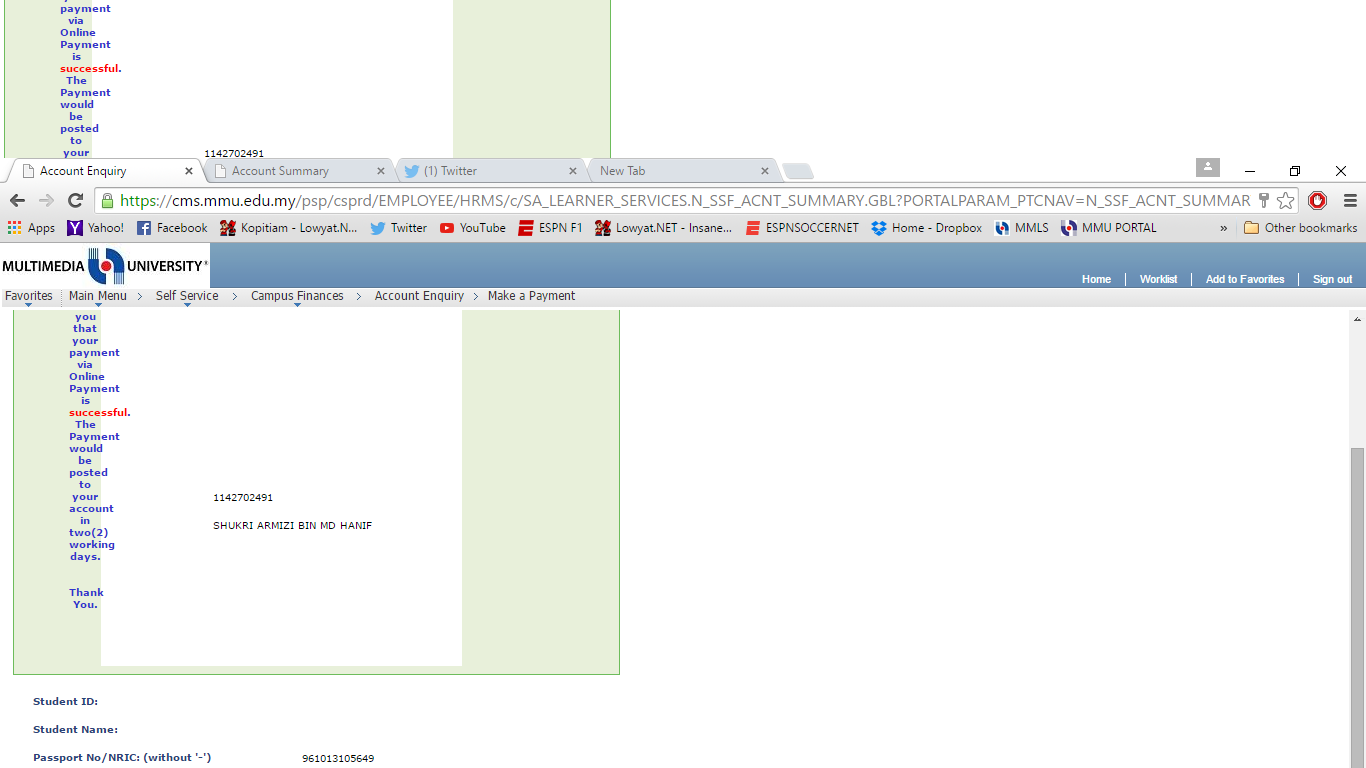 payment
via
Online
Payment
is
successful.
The
Payment
would
be
posted
to
your
1142702491
Account Enquiry
Account Summary
(1) Twitter
New Tab
https://cms.mmu.edu.my/psp/csprd/EMPLOYEE/HRMS/c/SA_LEARNER_SERVICES.N_SSF_ACNT_SUMMARY.GBL?PORTALPARAM_PTCNAV=N_SSF_ACNT_SUMMAR
Apps
Yahoo!
Facebook
Kopitiam - Lowyat.N...
Twitter
YouTube
ESPN F1
Lowyat.NET - Insane...
ESPNSOCCERNET
Home - Dropbox
MMLS
MMU PORTAL
»
Other bookmarks
MULTIMEDIA UNIVERSITY
Home
Worklist
Add to Favorites
Sign out
Favorites
Main Menu >
Self Service >
Campus Finances >
Account Enquiry >
Make a Payment
you
that
your
payment
via
Online
Payment
is
successful.
The
Payment
would
be
posted
to
your
account
in
two(2)
working
days.
Thank
You.
1142702491
SHUKRI ARMIZI BIN MD HANIF
Student ID:
Student Name:
Passport No/NRIC: (without '-')
961013105649